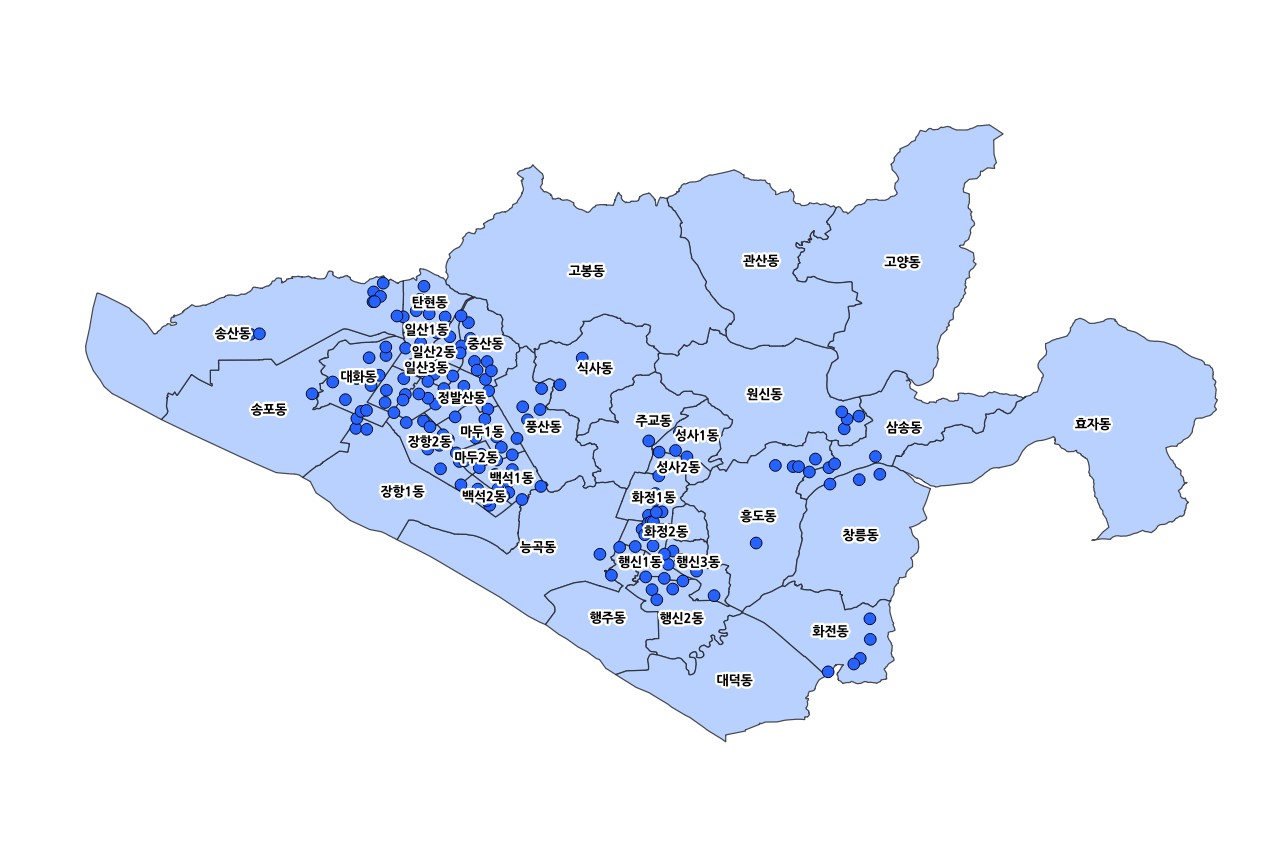 고봉동
관산동
고양동
탄현동
일산1동
송산동
중산동
일산2동
일산3동
식사동
대화동
정발산동
원신동
송포동
주교동
효자동
풍산동
삼송동
마두1동
성사1동
장항2동
마두2동
성사2동
백석1동
장항1동
백석2동
화정1동
흥도동
화정2동
창릉동
능곡동
행신1동
행신3동
행주동
행신2동
화전동
대덕동